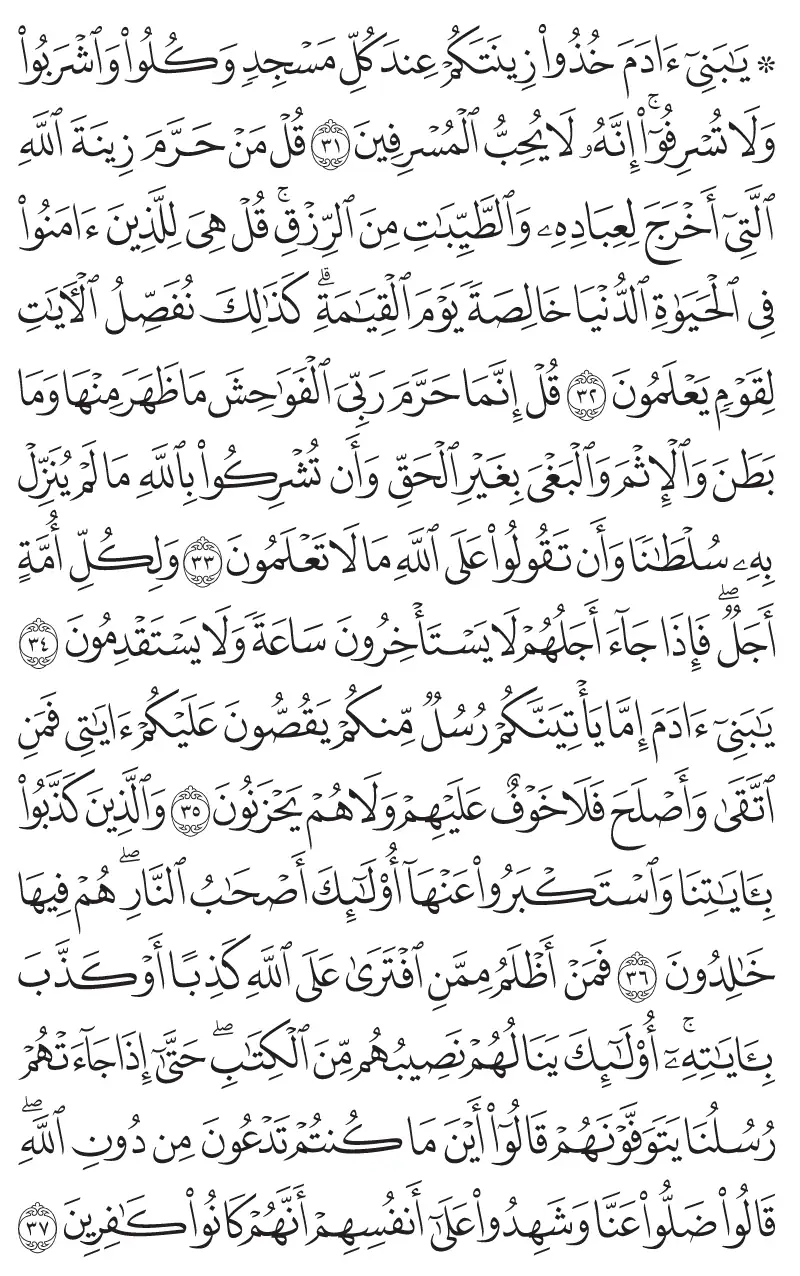 ۞ يَٰبَنِيٓ ءَادَمَ خُذُواْ زِينَتَكُمۡ عِندَ كُلِّ مَسۡجِدٖ وَكُلُواْ وَٱشۡرَبُواْ
وَلَا تُسۡرِفُوٓاْۚ إِنَّهُۥ لَا يُحِبُّ ٱلۡمُسۡرِفِينَ ٣١ قُلۡ مَنۡ حَرَّمَ زِينَةَ ٱللَّهِ
ٱلَّتِيٓ أَخۡرَجَ لِعِبَادِهِۦ وَٱلطَّيِّبَٰتِ مِنَ ٱلرِّزۡقِۚ قُلۡ هِيَ لِلَّذِينَ ءَامَنُواْ
فِي ٱلۡحَيَوٰةِ ٱلدُّنۡيَا خَالِصَةٗ يَوۡمَ ٱلۡقِيَٰمَةِۗ كَذَٰلِكَ نُفَصِّلُ ٱلۡأٓيَٰتِ
لِقَوۡمٖ يَعۡلَمُونَ ٣٢ قُلۡ إِنَّمَا حَرَّمَ رَبِّيَ ٱلۡفَوَٰحِشَ مَا ظَهَرَ مِنۡهَا وَمَا
بَطَنَ وَٱلۡإِثۡمَ وَٱلۡبَغۡيَ بِغَيۡرِ ٱلۡحَقِّ وَأَن تُشۡرِكُواْ بِٱللَّهِ مَا لَمۡ يُنَزِّلۡ
بِهِۦ سُلۡطَٰنٗا وَأَن تَقُولُواْ عَلَى ٱللَّهِ مَا لَا تَعۡلَمُونَ ٣٣ وَلِكُلِّ أُمَّةٍ
أَجَلٞۖ فَإِذَا جَآءَ أَجَلُهُمۡ لَا يَسۡتَأۡخِرُونَ سَاعَةٗ وَلَا يَسۡتَقۡدِمُونَ ٣٤
يَٰبَنِيٓ ءَادَمَ إِمَّا يَأۡتِيَنَّكُمۡ رُسُلٞ مِّنكُمۡ يَقُصُّونَ عَلَيۡكُمۡ ءَايَٰتِي فَمَنِ
ٱتَّقَىٰ وَأَصۡلَحَ فَلَا خَوۡفٌ عَلَيۡهِمۡ وَلَا هُمۡ يَحۡزَنُونَ ٣٥ وَٱلَّذِينَ كَذَّبُواْ
بِـَٔايَٰتِنَا وَٱسۡتَكۡبَرُواْ عَنۡهَآ أُوْلَٰٓئِكَ أَصۡحَٰبُ ٱلنَّارِۖ هُمۡ فِيهَا
خَٰلِدُونَ ٣٦ فَمَنۡ أَظۡلَمُ مِمَّنِ ٱفۡتَرَىٰ عَلَى ٱللَّهِ كَذِبًا أَوۡ كَذَّبَ
بِـَٔايَٰتِهِۦٓۚ أُوْلَٰٓئِكَ يَنَالُهُمۡ نَصِيبُهُم مِّنَ ٱلۡكِتَٰبِۖ حَتَّىٰٓ إِذَا جَآءَتۡهُمۡ
رُسُلُنَا يَتَوَفَّوۡنَهُمۡ قَالُوٓاْ أَيۡنَ مَا كُنتُمۡ تَدۡعُونَ مِن دُونِ ٱللَّهِۖ
قَالُواْ ضَلُّواْ عَنَّا وَشَهِدُواْ عَلَىٰٓ أَنفُسِهِمۡ أَنَّهُمۡ كَانُواْ كَٰفِرِينَ ٣٧